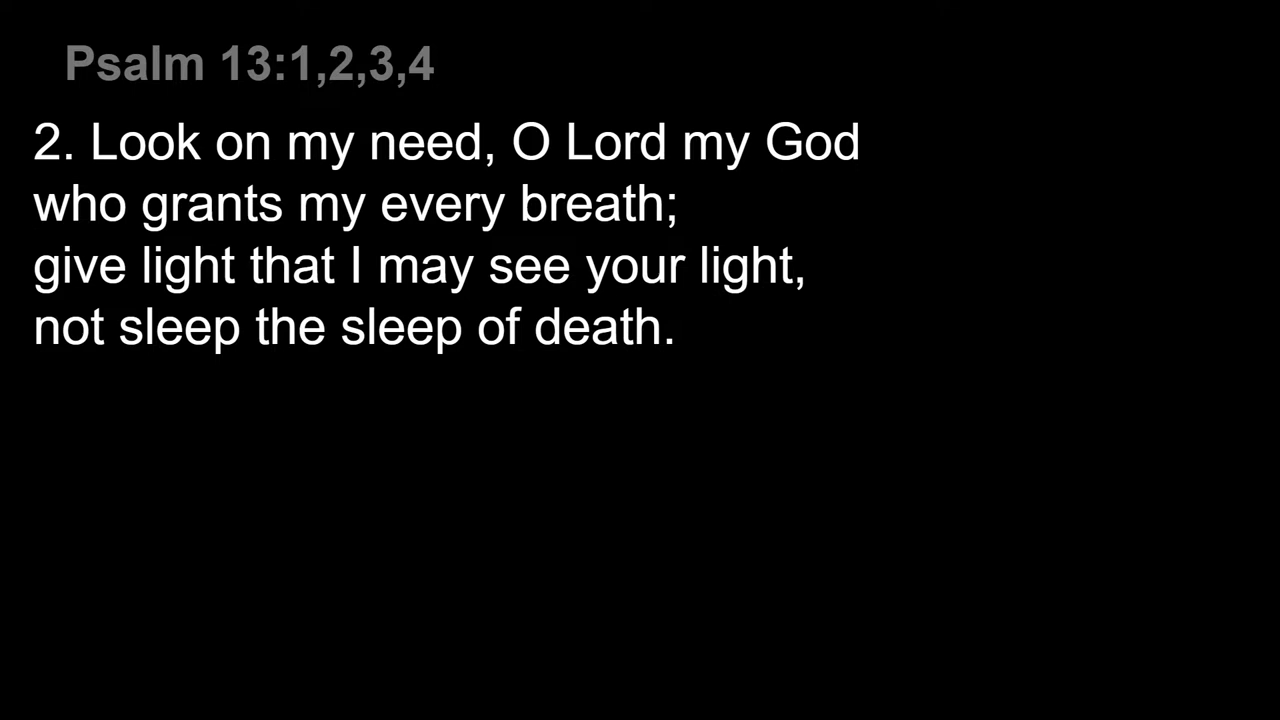 Psalm 13:1,2,3,4
2. Look on my need, O Lord my God
who grants my every breath;
give light that I may see your light,
not sleep the sleep of death.